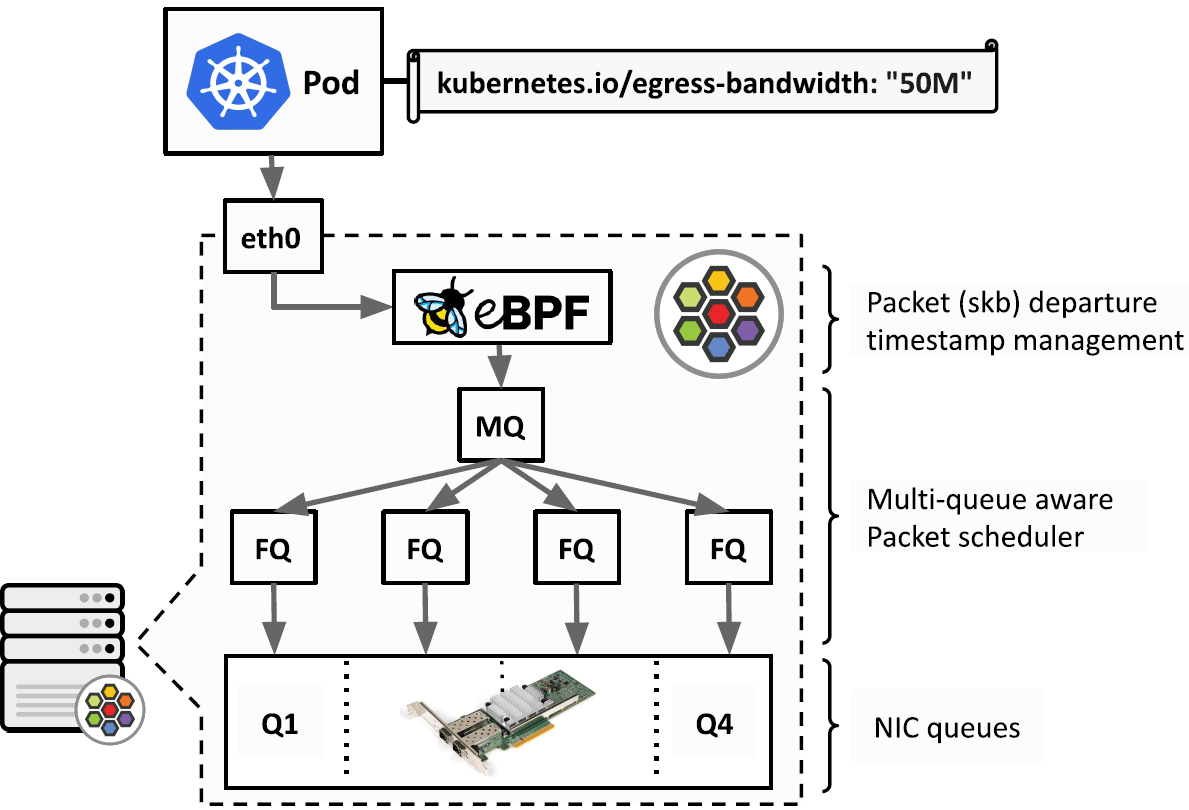 Pod
kubernetes.io/egress-bandwidth: "50M"
eth0
eBPF
Packet (skb) departure
timestamp management
MQ
Multi-queue aware
Packet scheduler
FQ
FQ
FQ
FQ
Q1
Q4
NIC queues